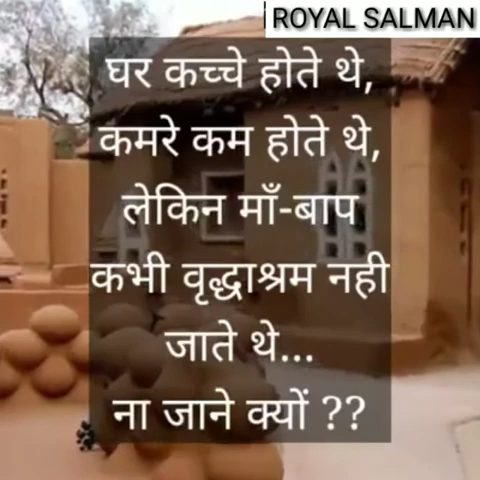 ROYAL SALMAN
घर कच्चे होते थे,
कमरे कम होते थे,
लेकिन माँ-बाप
कभी वृद्धाश्रम नही
जाते थे...
ना जाने क्यों ??